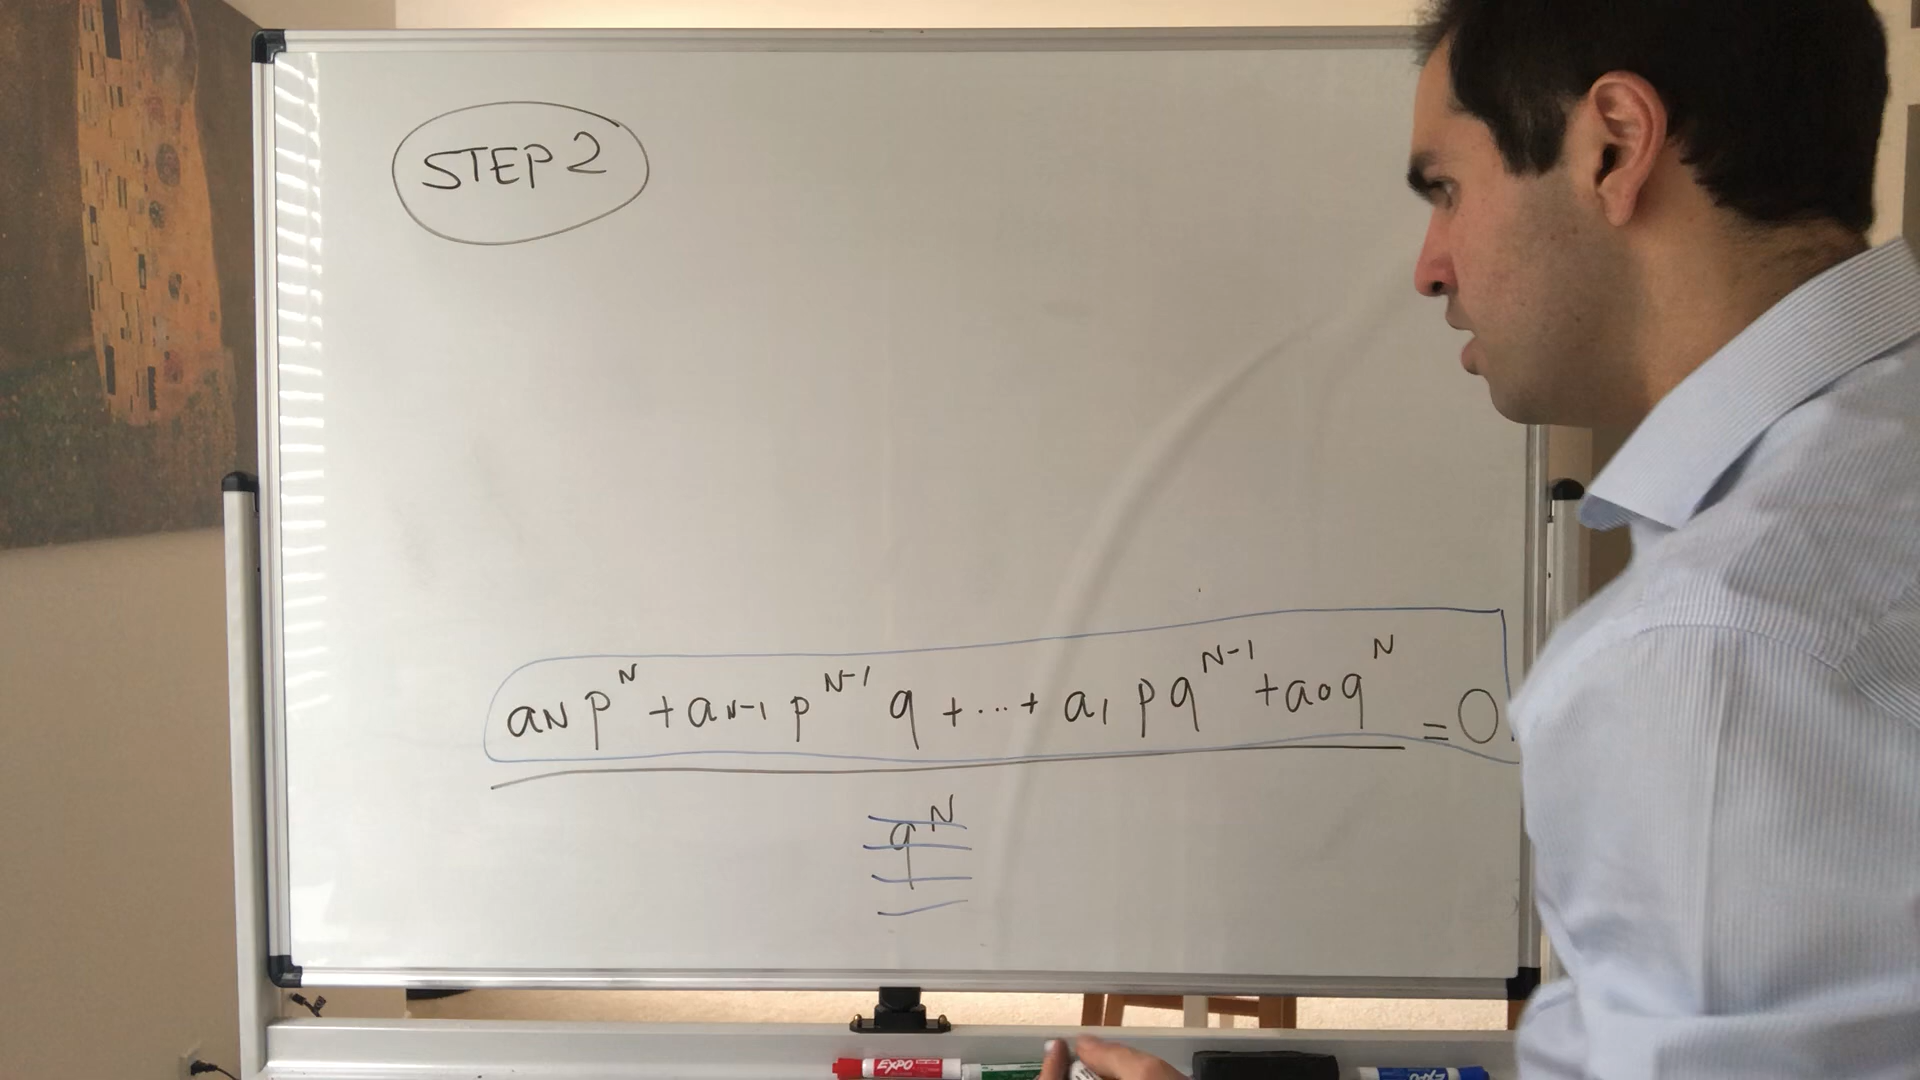 STEP 2
aN p^N + aN-1 p^N-1 q + ... + a1 p q^N-1 + a0 q^N = 0
q^N
EXPO
EXPO